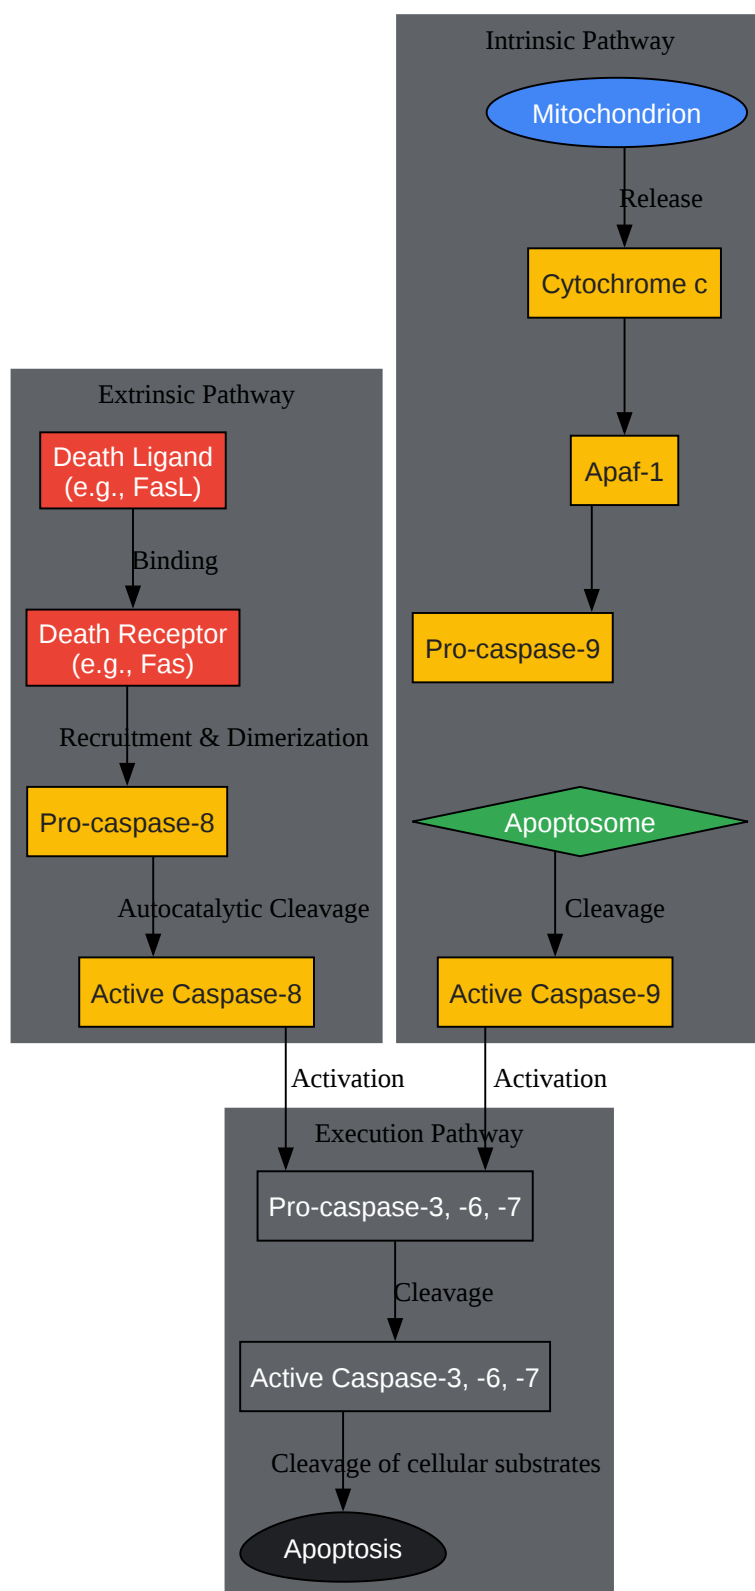 Intrinsic Pathway
Mitochondrion
Release
Cytochrome c
Apaf-1
Pro-caspase-9
Apoptosome
Cleavage
Active Caspase-9
Activation
Extrinsic Pathway
Death Ligand
(e.g., FasL)
Binding
Death Receptor
(e.g., Fas)
Recruitment & Dimerization
Pro-caspase-8
Autocatalytic Cleavage
Active Caspase-8
Activation
Execution Pathway
Pro-caspase-3, -6, -7
Cleavage
Active Caspase-3, -6, -7
Cleavage of cellular substrates
Apoptosis